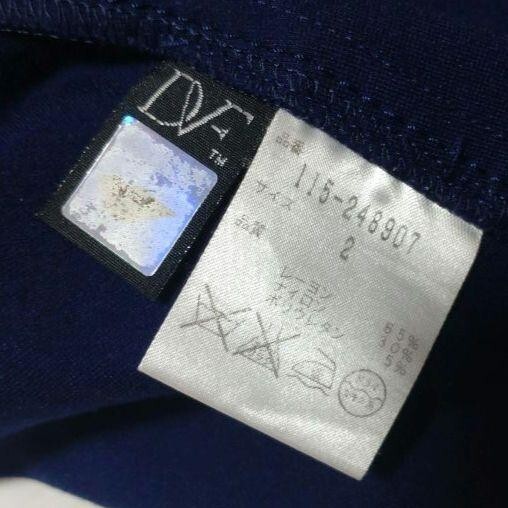 DVF
TM
品番
115-248907
サイズ
2
品質
レーヨン 65%
ナイロン 30%
ポリウレタン 5%